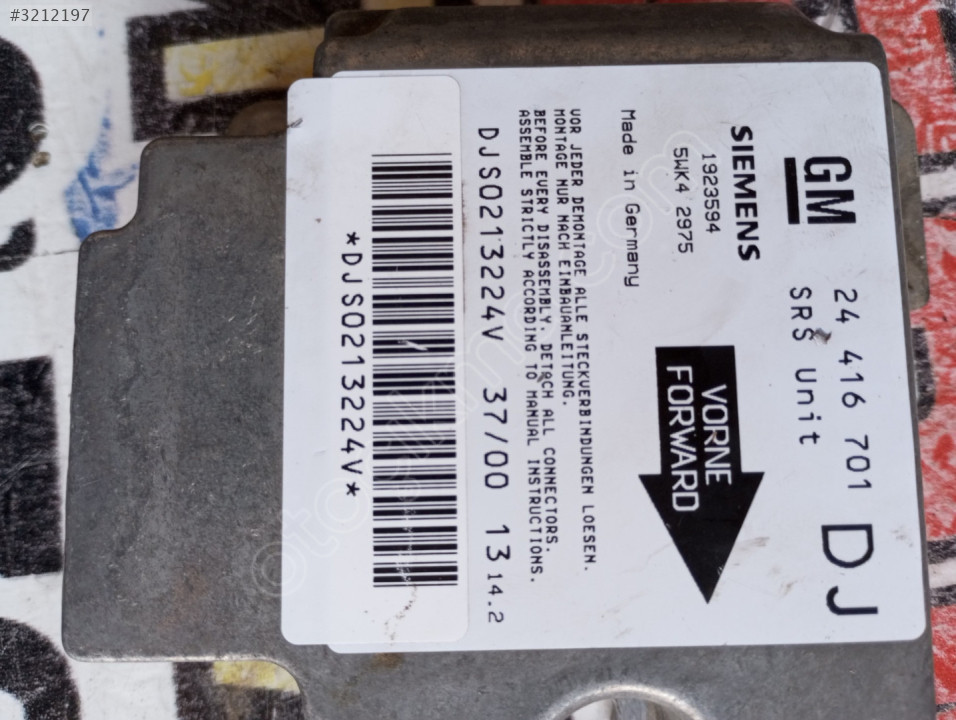 #3212197
GM 24 416 701 DJ
SRS Unit
SIEMENS
1923594
5WK4 2975
VORNE
FORWARD
Made in Germany
VOR JEDER DEMONTAGE ALLE STECKVERBINDUNGEN LOESEN.
MONTAGE NUR NACH EINBAUANLEITUNG.
BEFORE EVERY DISASSEMBLY. DETACH ALL CONNECTORS.
ASSEMBLE STRICTLY ACCORDING TO MANUAL INSTRUCTIONS.
DJS0213224V 37/00 13 14.2
*DJS0213224V*